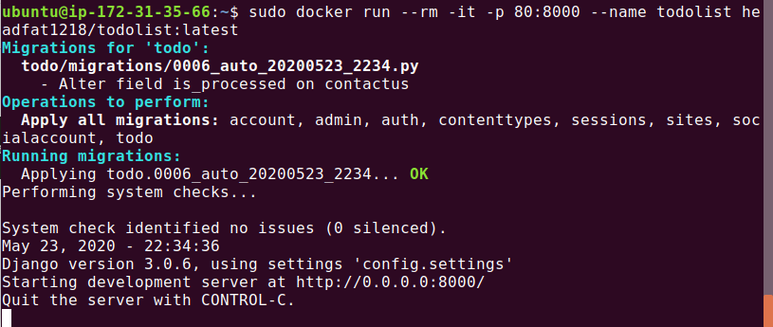 ubuntu@ip-172-31-35-66:~$ sudo docker run --rm -it -p 80:8000 --name todolist he
adfat1218/todolist:latest
Migrations for 'todo':
  todo/migrations/0006_auto_20200523_2234.py
    - Alter field is_processed on contactus
Operations to perform:
  Apply all migrations: account, admin, auth, contenttypes, sessions, sites, soc
ialaccount, todo
Running migrations:
  Applying todo.0006_auto_20200523_2234... OK
Performing system checks...

System check identified no issues (0 silenced).
May 23, 2020 - 22:34:36
Django version 3.0.6, using settings 'config.settings'
Starting development server at http://0.0.0.0:8000/
Quit the server with CONTROL-C.